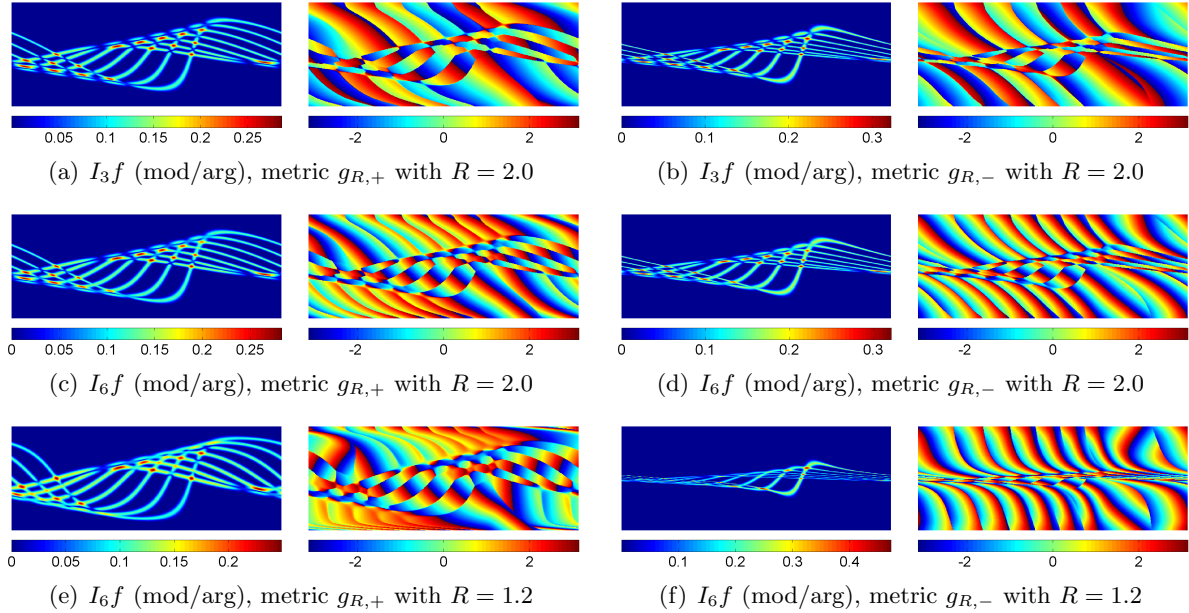 0.05 0.1 0.15 0.2 0.25 -2 0 2 0 0.1 0.2 0.3 -2 0 2
(a) I₃f (mod/arg), metric g_{R,+} with R = 2.0 (b) I₃f (mod/arg), metric g_{R,−} with R = 2.0
0 0.05 0.1 0.15 0.2 0.25 -2 0 2 0 0.1 0.2 0.3 -2 0 2
(c) I₆f (mod/arg), metric g_{R,+} with R = 2.0 (d) I₆f (mod/arg), metric g_{R,−} with R = 2.0
0 0.05 0.1 0.15 0.2 -2 0 2 0.1 0.2 0.3 0.4 -2 0 2
(e) I₆f (mod/arg), metric g_{R,+} with R = 1.2 (f) I₆f (mod/arg), metric g_{R,−} with R = 1.2